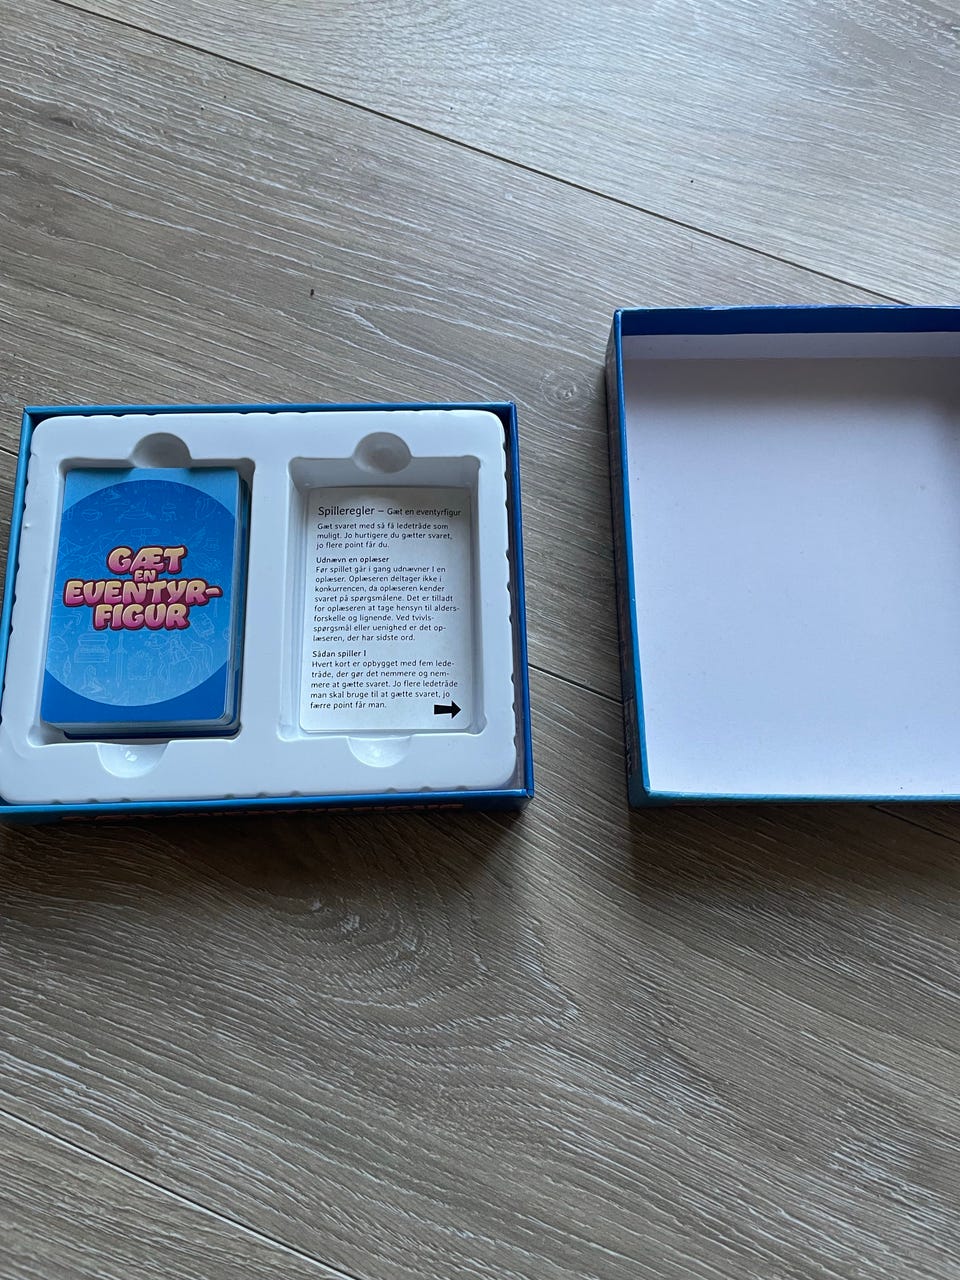 GÆT
EN
EVENTYR-
FIGUR
Spilleregler – Gæt en eventyrfigur
Gæt svaret med så få ledetråde som
muligt. Jo hurtigere du gætter svaret,
jo flere point får du.
Udnævn en oplæser
Før spillet går i gang udnævner I en
oplæser. Oplæseren deltager ikke i
konkurrencen, da oplæseren kender
svaret på spørgsmålene. Det er tilladt
for oplæseren at tage hensyn til alders-
forskelle og lignende. Ved tvivls-
spørgsmål eller uenighed er det op-
læseren, der har sidste ord.
Sådan spiller I
Hvert kort er opbygget med fem lede-
tråde, der gør det nemmere og nem-
mere at gætte svaret. Jo flere ledetråde
man skal bruge til at gætte svaret, jo
færre point får man.